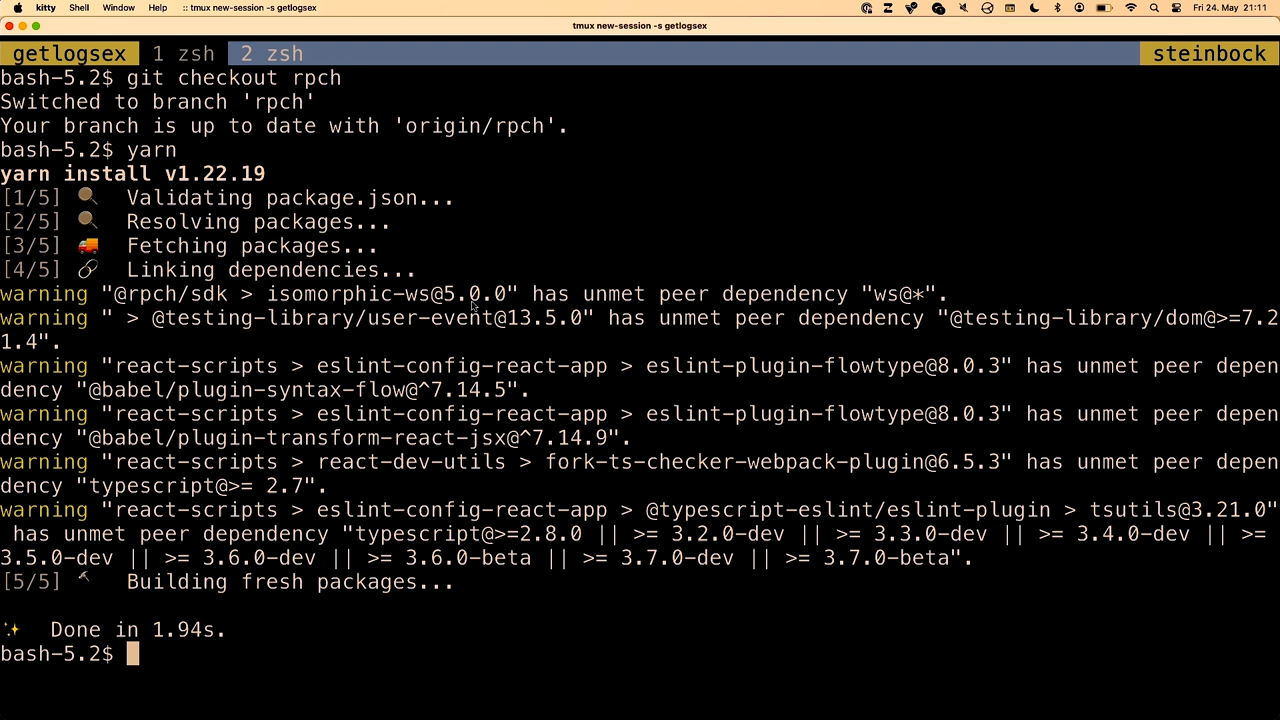 kitty Shell Window Help :: tmux new-session -s getlogsex Fri 24. May 21:11
tmux new-session -s getlogsex
getlogsex 1 zsh 2 zsh steinbock
bash-5.2$ git checkout rpch
Switched to branch 'rpch'
Your branch is up to date with 'origin/rpch'.
bash-5.2$ yarn
yarn install v1.22.19
[1/5] Validating package.json...
[2/5] Resolving packages...
[3/5] Fetching packages...
[4/5] Linking dependencies...
warning "@rpch/sdk > isomorphic-ws@5.0.0" has unmet peer dependency "ws@*".
warning " > @testing-library/user-event@13.5.0" has unmet peer dependency "@testing-library/dom@>=7.2
1.4".
warning "react-scripts > eslint-config-react-app > eslint-plugin-flowtype@8.0.3" has unmet peer depen
dency "@babel/plugin-syntax-flow@^7.14.5".
warning "react-scripts > eslint-config-react-app > eslint-plugin-flowtype@8.0.3" has unmet peer depen
dency "@babel/plugin-transform-react-jsx@^7.14.9".
warning "react-scripts > react-dev-utils > fork-ts-checker-webpack-plugin@6.5.3" has unmet peer depen
dency "typescript@>= 2.7".
warning "react-scripts > eslint-config-react-app > @typescript-eslint/eslint-plugin > tsutils@3.21.0"
 has unmet peer dependency "typescript@>=2.8.0 || >= 3.2.0-dev || >= 3.3.0-dev || >= 3.4.0-dev || >=
3.5.0-dev || >= 3.6.0-dev || >= 3.6.0-beta || >= 3.7.0-dev || >= 3.7.0-beta".
[5/5] Building fresh packages...
Done in 1.94s.
bash-5.2$